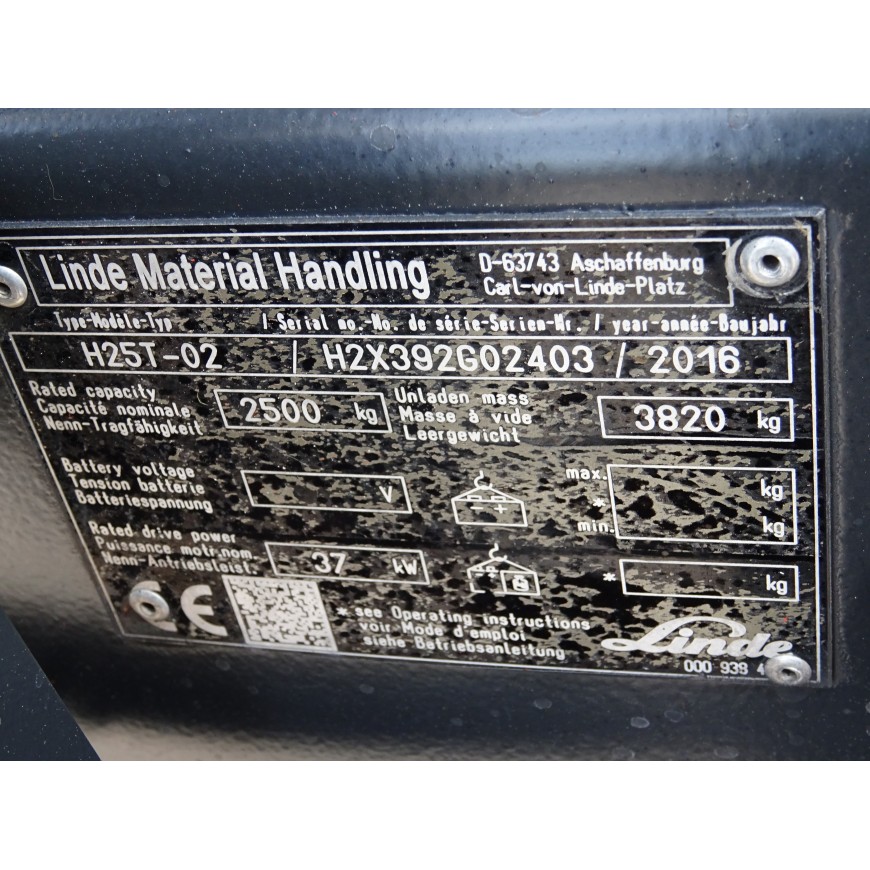 Linde Material Handling
D-63743 Aschaffenburg
Carl-von-Linde-Platz
Type-Modèle-Typ / Serial no.-No. de série-Serien-Nr. / year-année-Baujahr
H25T-02 / H2X392G02403 / 2016
Rated capacity
Capacité nominale
Nenn-Tragfähigkeit
2500 kg
Unladen mass
Masse à vide
Leergewicht
3820 kg
Battery voltage
Tension batterie
Batteriespannung
V
max. kg
*
min. kg
Rated drive power
Puissance motr.nom.
Nenn-Antriebsleist.
37 kW
* kg
CE
* see Operating instructions
voir Mode d'emploi
siehe Betriebsanleitung
Linde
000 939 4